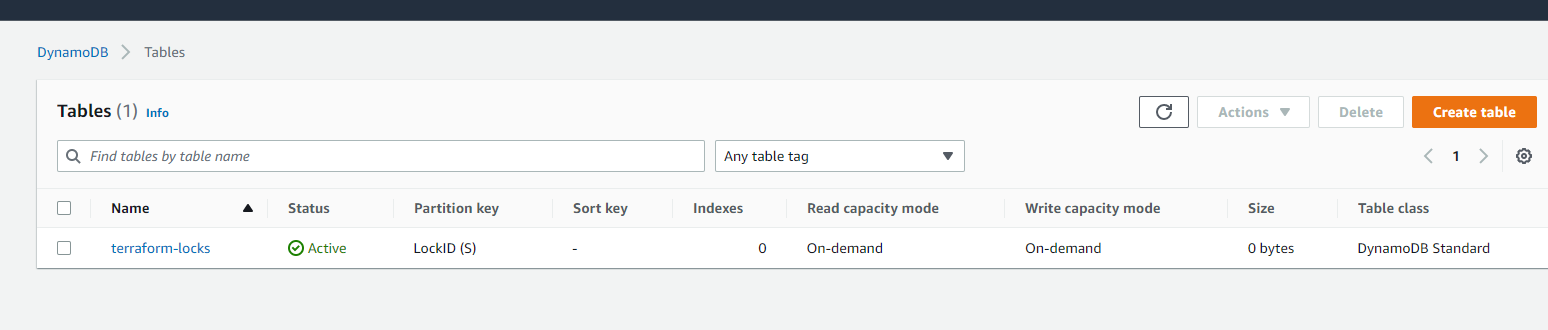 DynamoDB > Tables
Tables (1) Info
Actions Delete Create table
Find tables by table name Any table tag 1
Name Status Partition key Sort key Indexes Read capacity mode Write capacity mode Size Table class
terraform-locks Active LockID (S) - 0 On-demand On-demand 0 bytes DynamoDB Standard